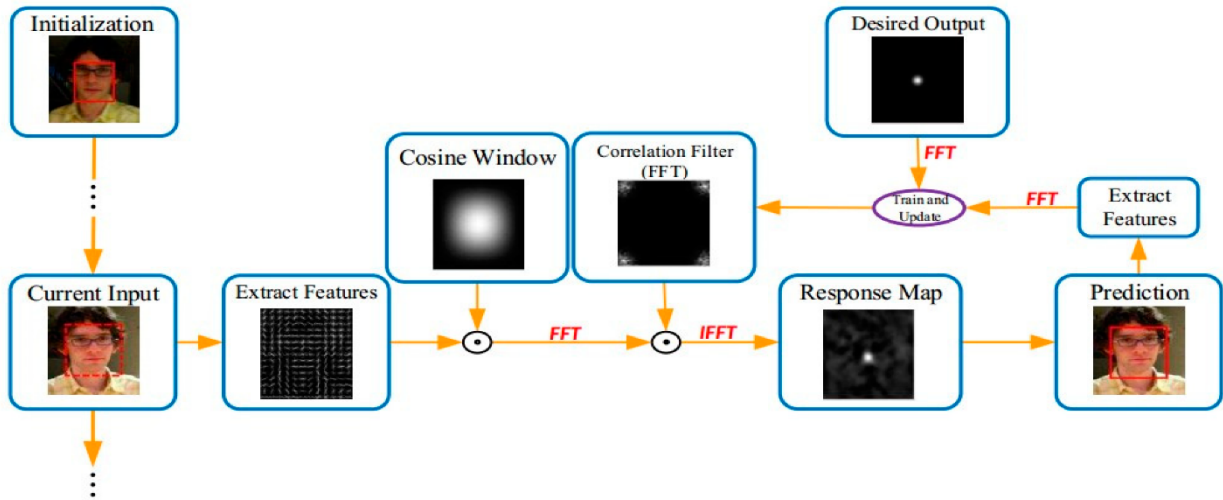 Initialization
Desired Output
FFT
Cosine Window
Correlation Filter
(FFT)
Train and
Update
FFT
Extract
Features
Current Input
Extract Features
FFT
IFFT
Response Map
Prediction